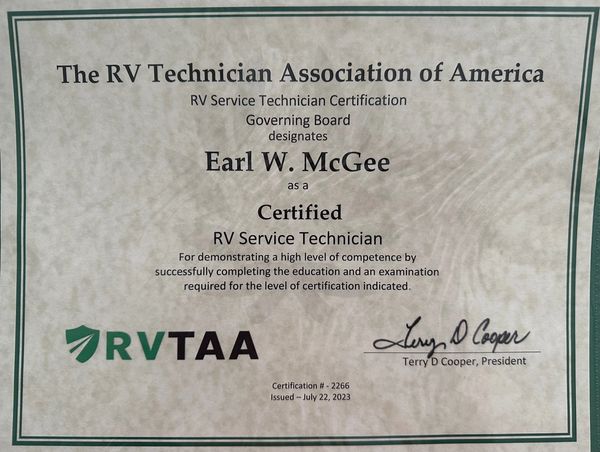 The RV Technician Association of America
RV Service Technician Certification
Governing Board
designates
Earl W. McGee
as a
Certified
RV Service Technician
For demonstrating a high level of competence by
successfully completing the education and an examination
required for the level of certification indicated.
RVTAA
Terry D Cooper
Terry D Cooper, President
Certification # - 2266
Issued – July 22, 2023